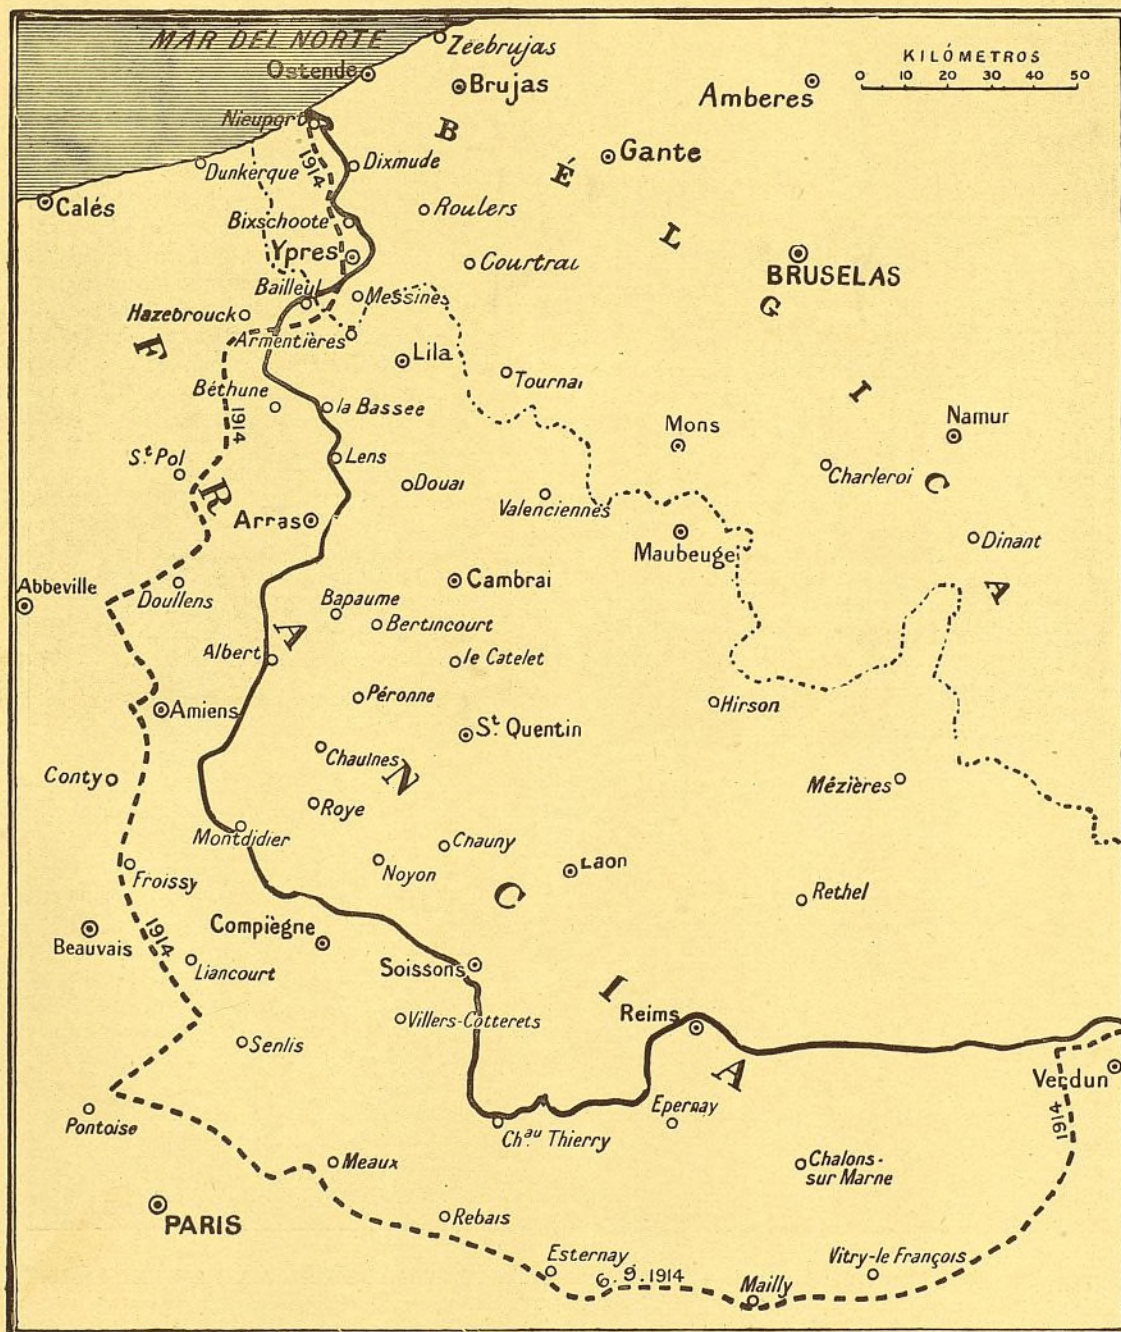 MAR DEL NORTE
Zeebrujas
KILÓMETROS
0 10 20 30 40 50
Ostende
Brujas
Amberes
Nieuport
BÉLGICA
Gante
1914
Dixmude
Dunkerque
Calés
Roulers
Bixschoote
Ypres
Courtrai
BRUSELAS
Bailleul
Messines
Hazebrouck
Armentières
FRANCIA
Lila
Tournai
Béthune
la Bassee
1914
Mons
Namur
St. Pol
Lens
Charleroi
Douai
Valenciennes
Arras
Maubeuge
Dinant
Abbeville
Doullens
Cambrai
Bapaume
Bertincourt
Albert
le Catelet
Péronne
Hirson
Amiens
St. Quentin
Chaulnes
Conty
Mézières
Roye
Montdidier
Chauny
Froissy
Noyon
Laon
Rethel
1914
Beauvais
Compiègne
Liancourt
Soissons
Villers-Cotterets
Reims
Senlis
Verdun
Pontoise
Epernay
Ch.au Thierry
1914
Meaux
Chalons-
sur Marne
PARIS
Rebais
Esternay
6.9.1914
Vitry-le François
Mailly